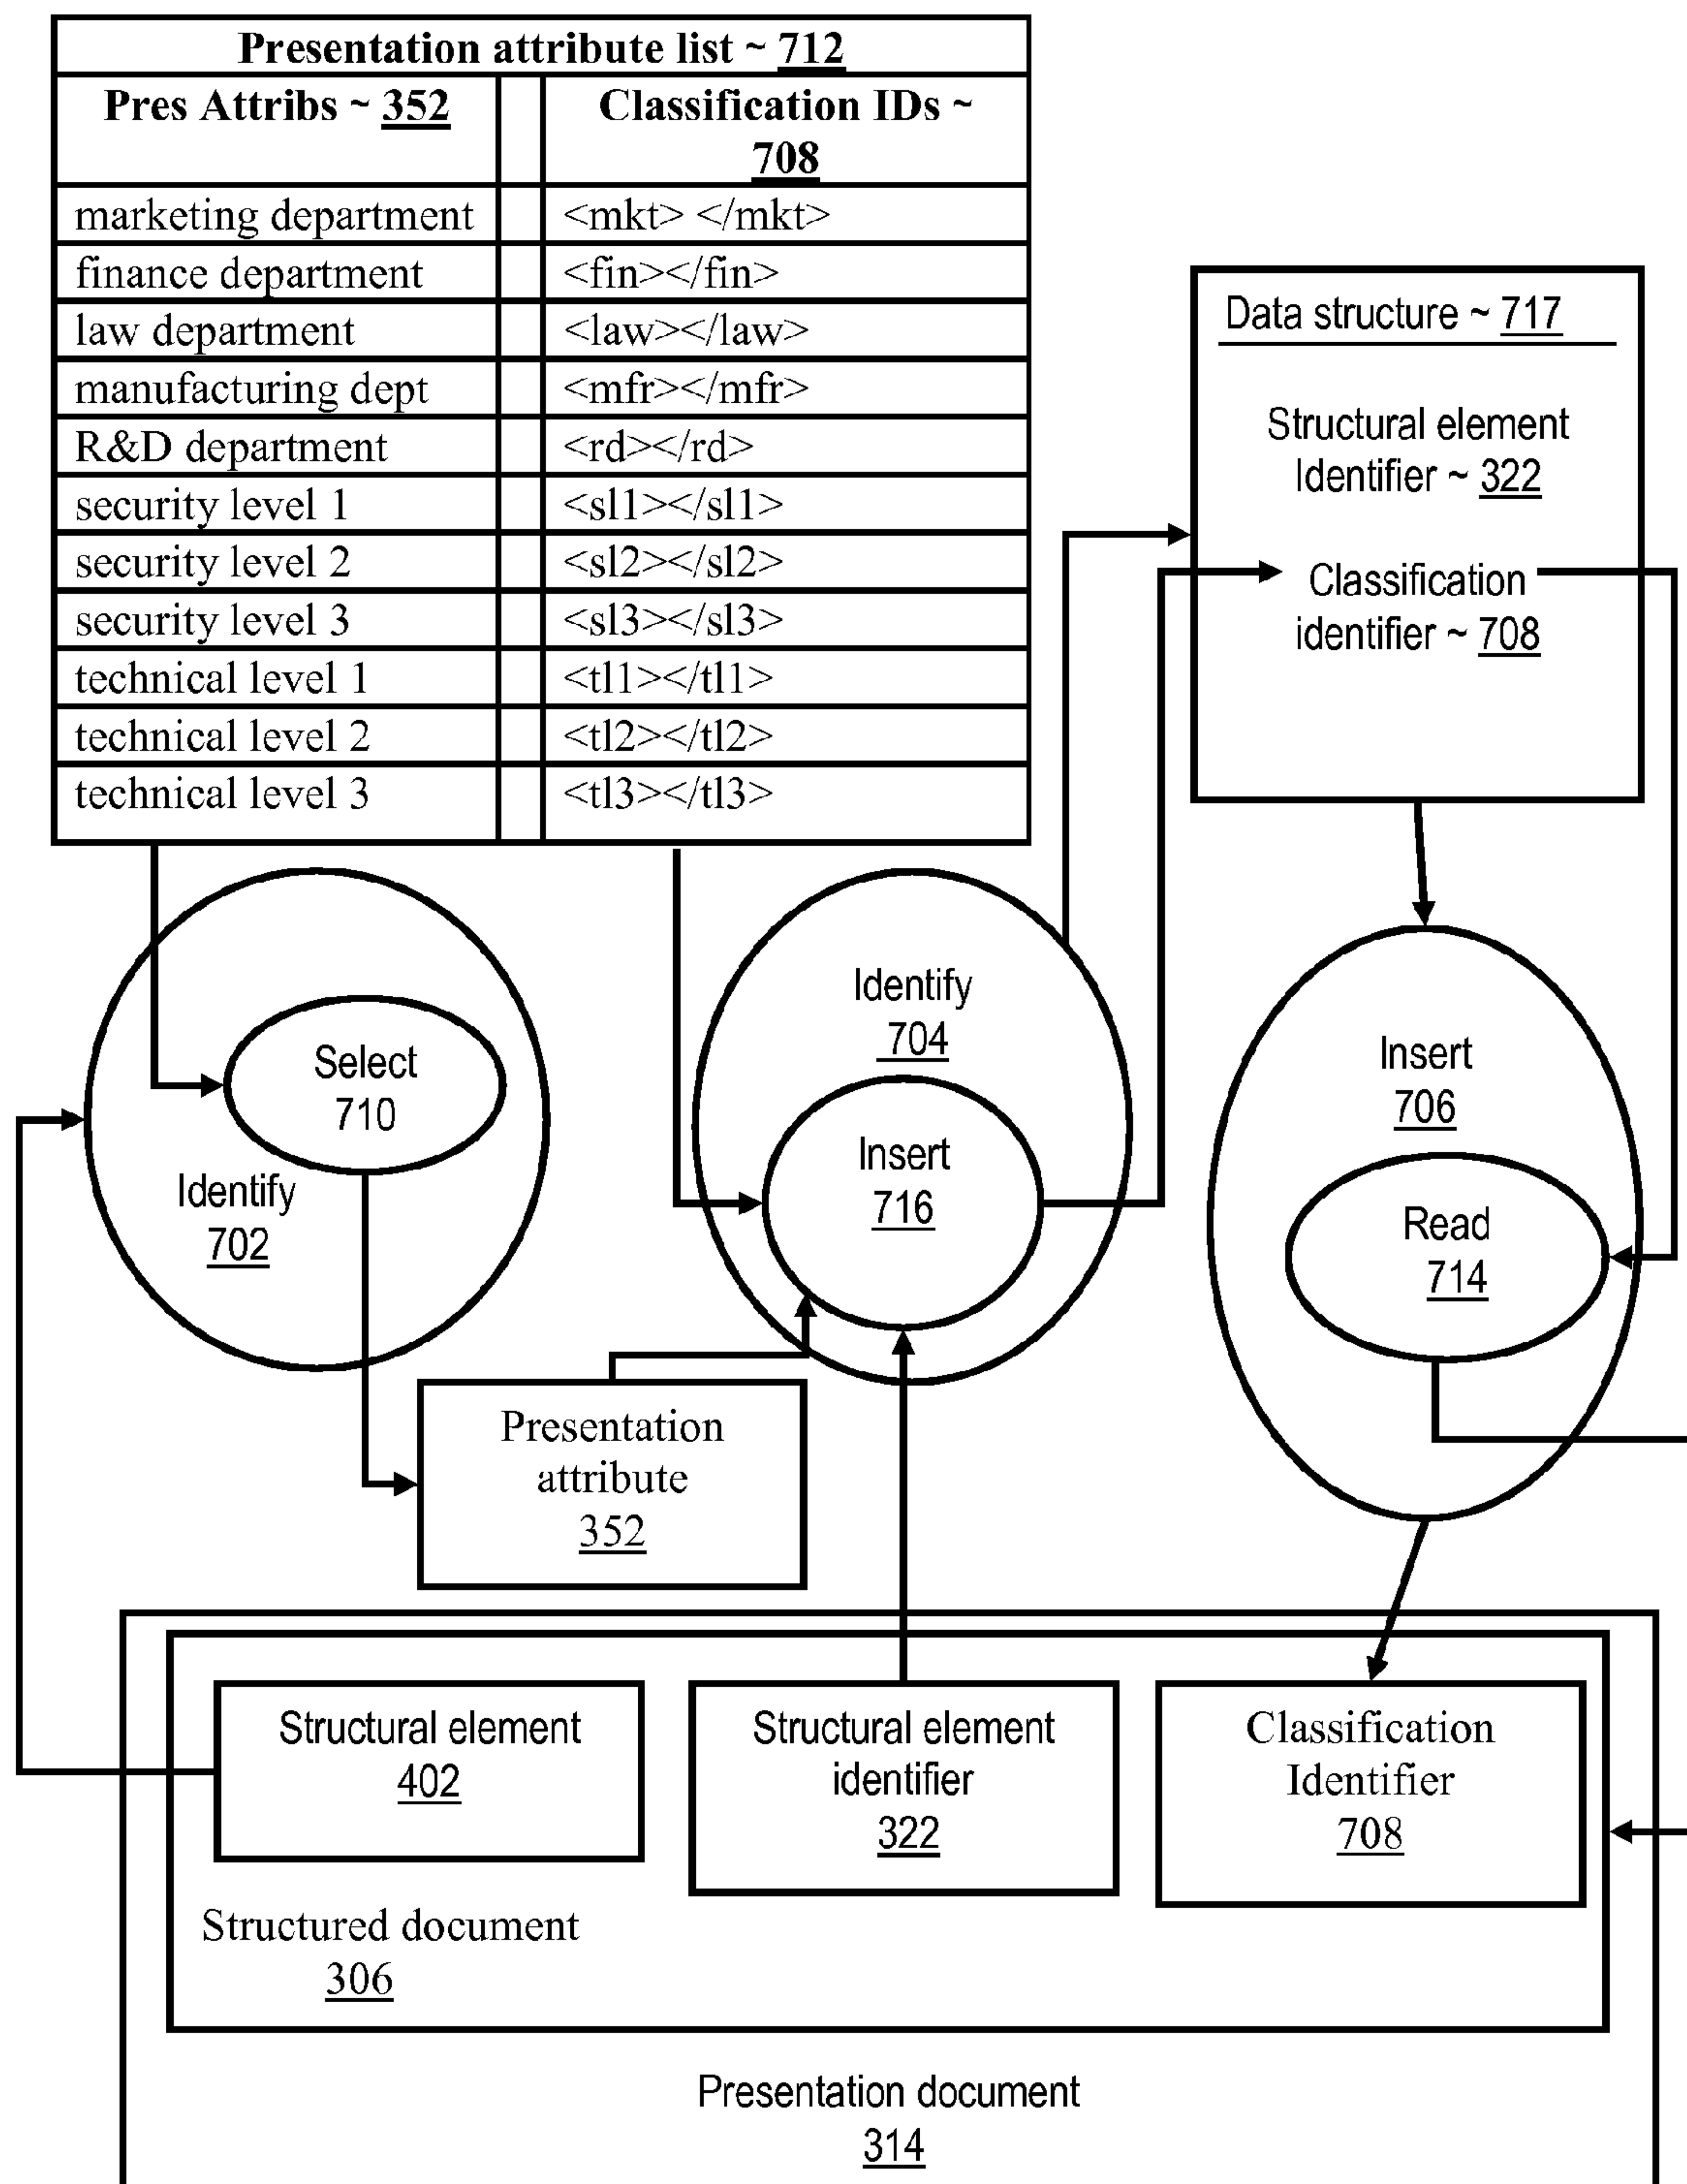 Presentation attribute list ~ 712
Pres Attribs ~ 352
Classification IDs ~
708
marketing department <mkt> </mkt>
finance department <fin></fin>
law department <law></law>
manufacturing dept <mfr></mfr>
R&D department <rd></rd>
security level 1 <sl1></sl1>
security level 2 <sl2></sl2>
security level 3 <sl3></sl3>
technical level 1 <tl1></tl1>
technical level 2 <tl2></tl2>
technical level 3 <tl3></tl3>
Data structure ~ 717
Structural element
Identifier ~ 322
Classification
identifier ~ 708
Select
710
Identify
702
Identify
704
Insert
716
Insert
706
Read
714
Presentation
attribute
352
Structural element
402
Structural element
identifier
322
Classification
Identifier
708
Structured document
306
Presentation document
314